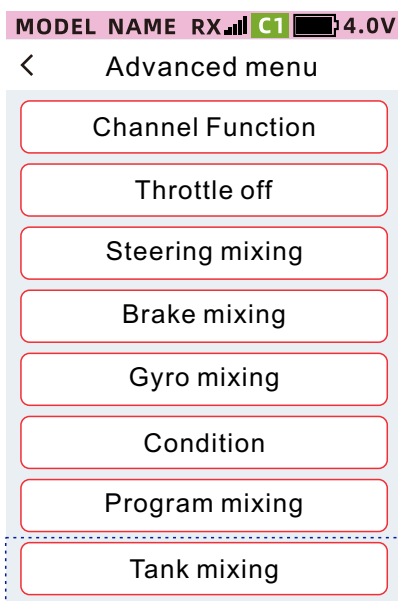 MODEL NAME RX C1 4.0V
< Advanced menu
Channel Function
Throttle off
Steering mixing
Brake mixing
Gyro mixing
Condition
Program mixing
Tank mixing